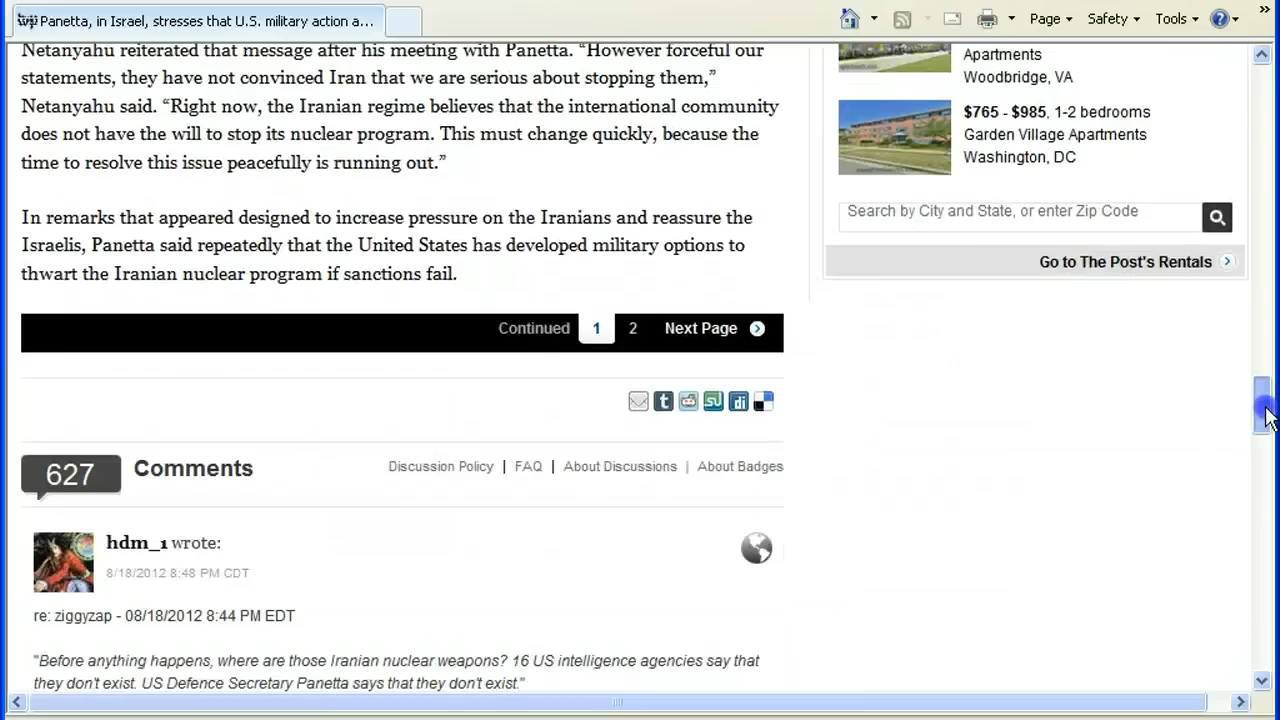 Panetta, in Israel, stresses that U.S. military action a...
Page
Safety
Tools
Netanyahu reiterated that message after his meeting with Panetta. “However forceful our
statements, they have not convinced Iran that we are serious about stopping them,”
Netanyahu said. “Right now, the Iranian regime believes that the international community
does not have the will to stop its nuclear program. This must change quickly, because the
time to resolve this issue peacefully is running out.”
In remarks that appeared designed to increase pressure on the Iranians and reassure the
Israelis, Panetta said repeatedly that the United States has developed military options to
thwart the Iranian nuclear program if sanctions fail.
Apartments
Woodbridge, VA
$765 - $985, 1-2 bedrooms
Garden Village Apartments
Washington, DC
Search by City and State, or enter Zip Code
Go to The Post's Rentals
Continued 1 2 Next Page
627 Comments
Discussion Policy | FAQ | About Discussions | About Badges
hdm_1 wrote:
8/18/2012 8:48 PM CDT
re: ziggyzap - 08/18/2012 8:44 PM EDT
"Before anything happens, where are those Iranian nuclear weapons? 16 US intelligence agencies say that
they don't exist. US Defence Secretary Panetta says that they don't exist."